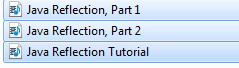 Java Reflection, Part 1
Java Reflection, Part 2
Java Reflection Tutorial